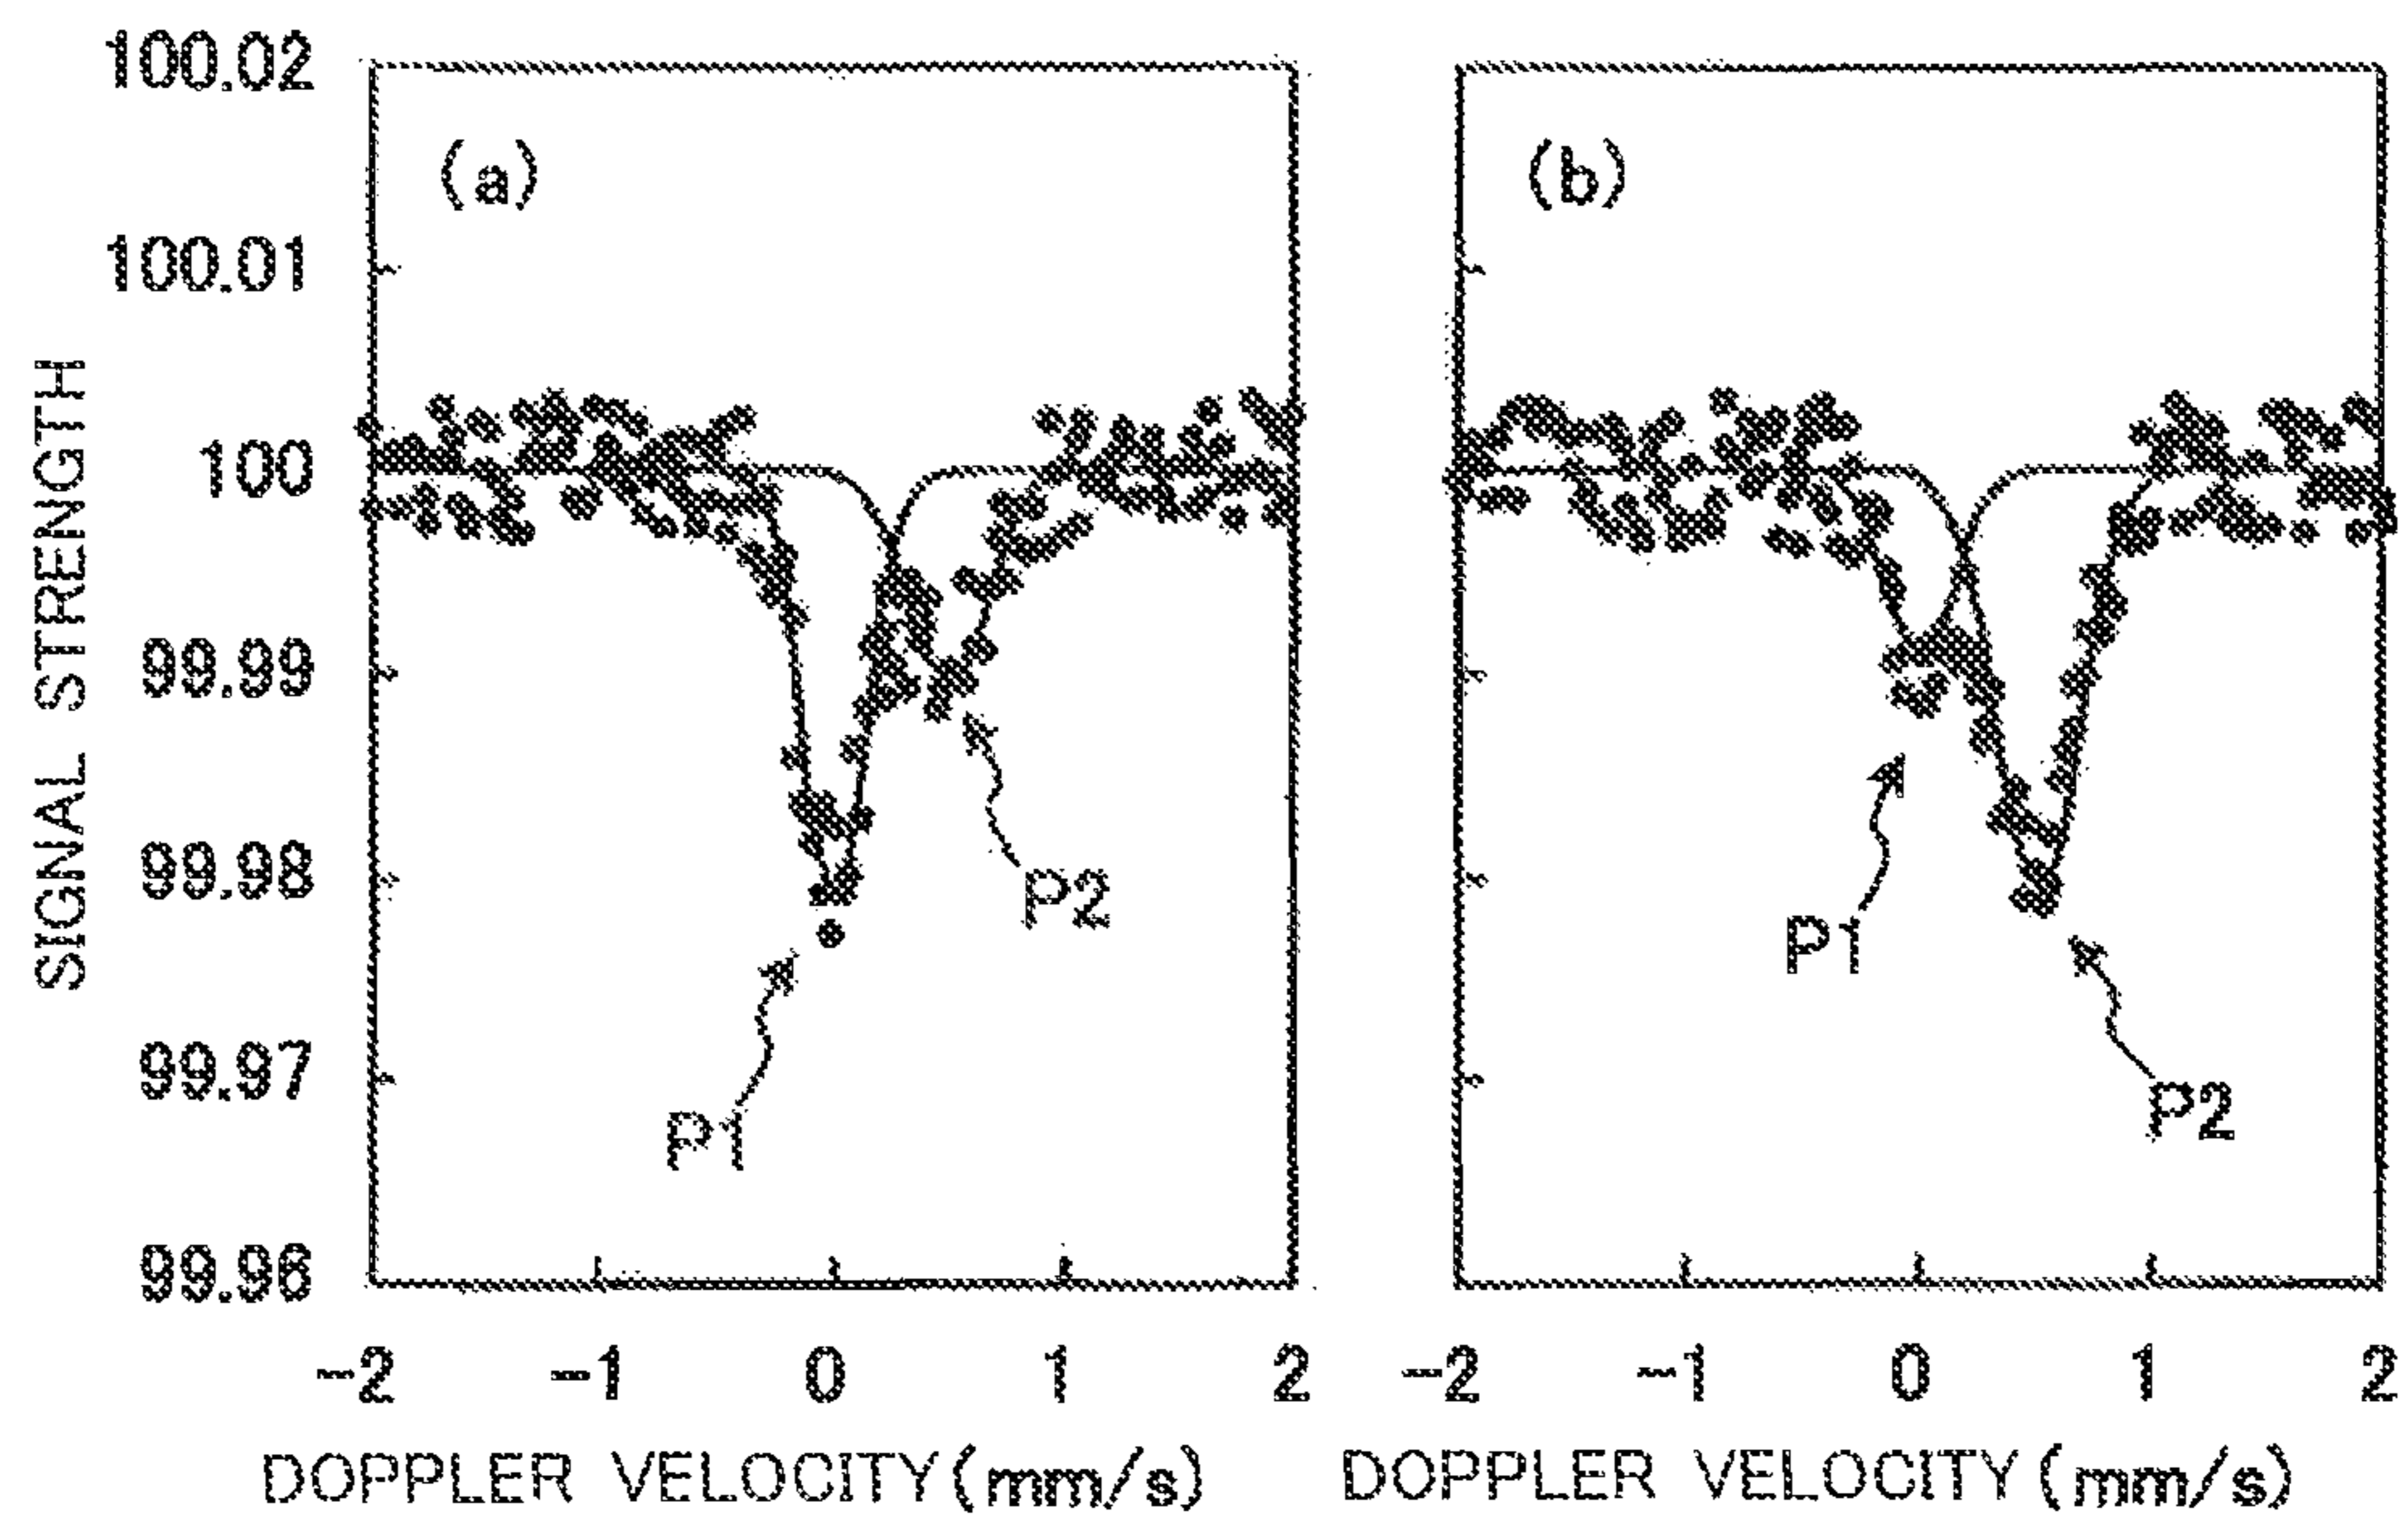 SIGNAL STRENGTH
100.02
100.01
100
99.99
99.98
99.97
99.96
(a)
P1
P2
-2 -1 0 1 2
DOPPLER VELOCITY(mm/s)
(b)
P1
P2
-2 -1 0 1 2
DOPPLER VELOCITY(mm/s)